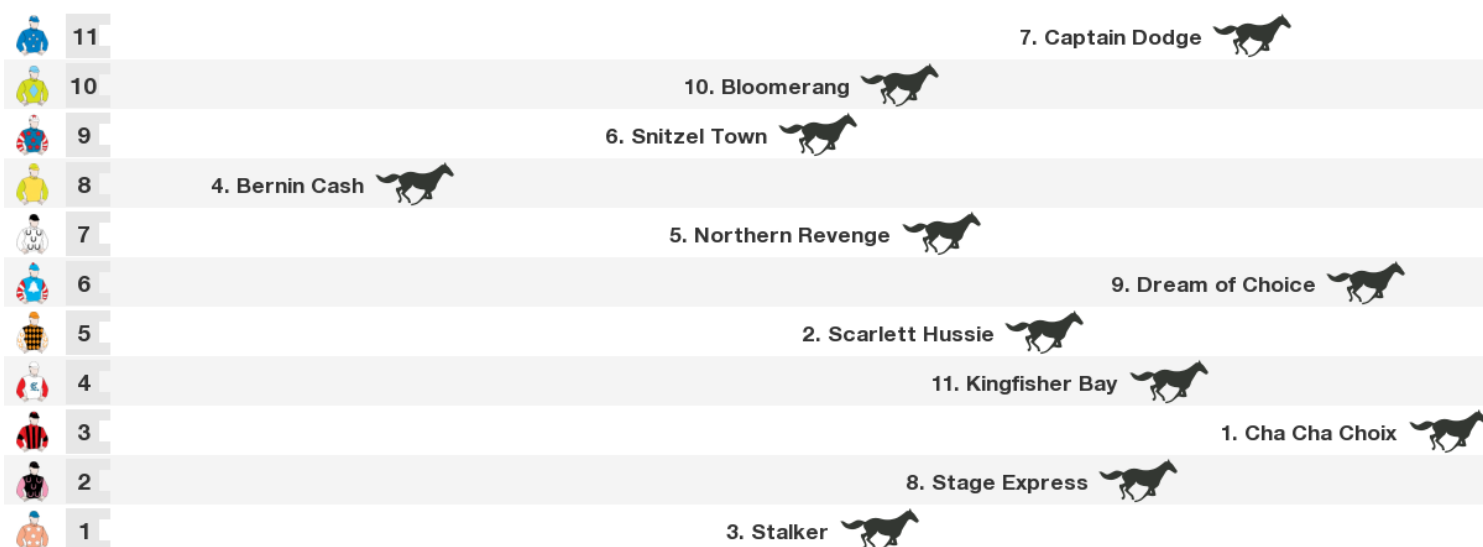 11 7. Captain Dodge
10 10. Bloomerang
9 6. Snitzel Town
8 4. Bernin Cash
7 5. Northern Revenge
6 9. Dream of Choice
5 2. Scarlett Hussie
4 11. Kingfisher Bay
3 1. Cha Cha Choix
2 8. Stage Express
1 3. Stalker